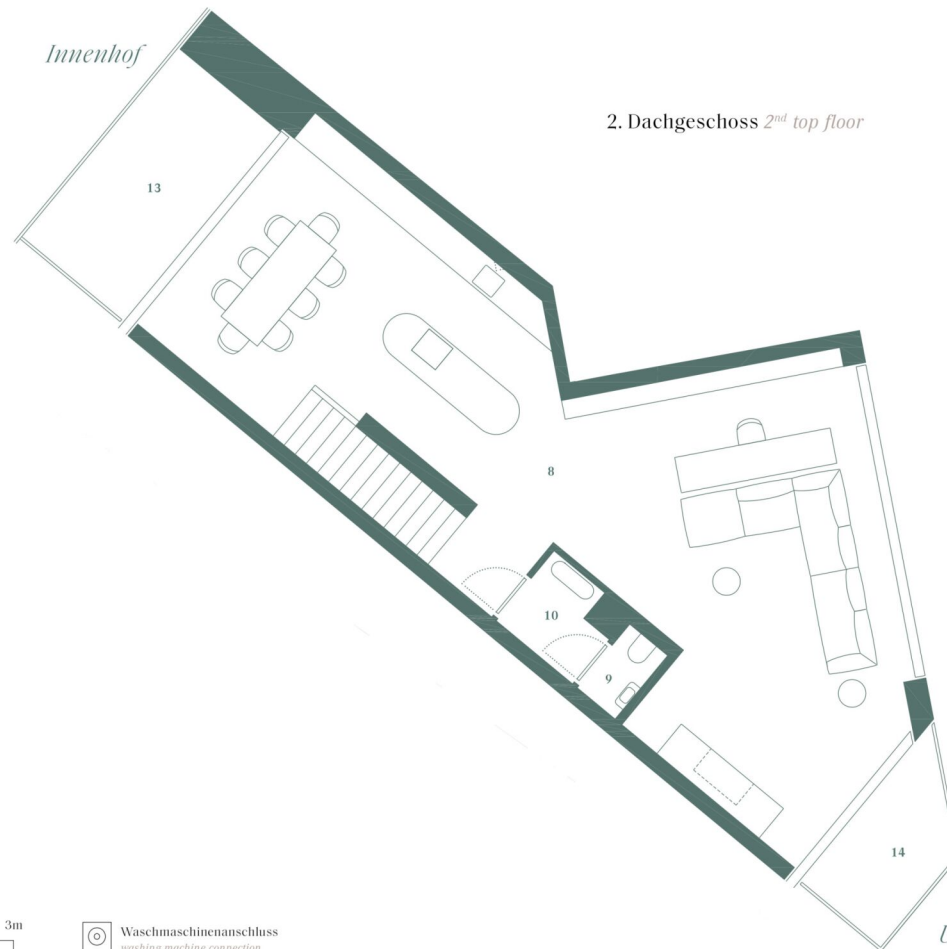 Innenhof
2. Dachgeschoss 2nd top floor
13
8
10
9
14
3m
Waschmaschinenanschluss
washing machine connection